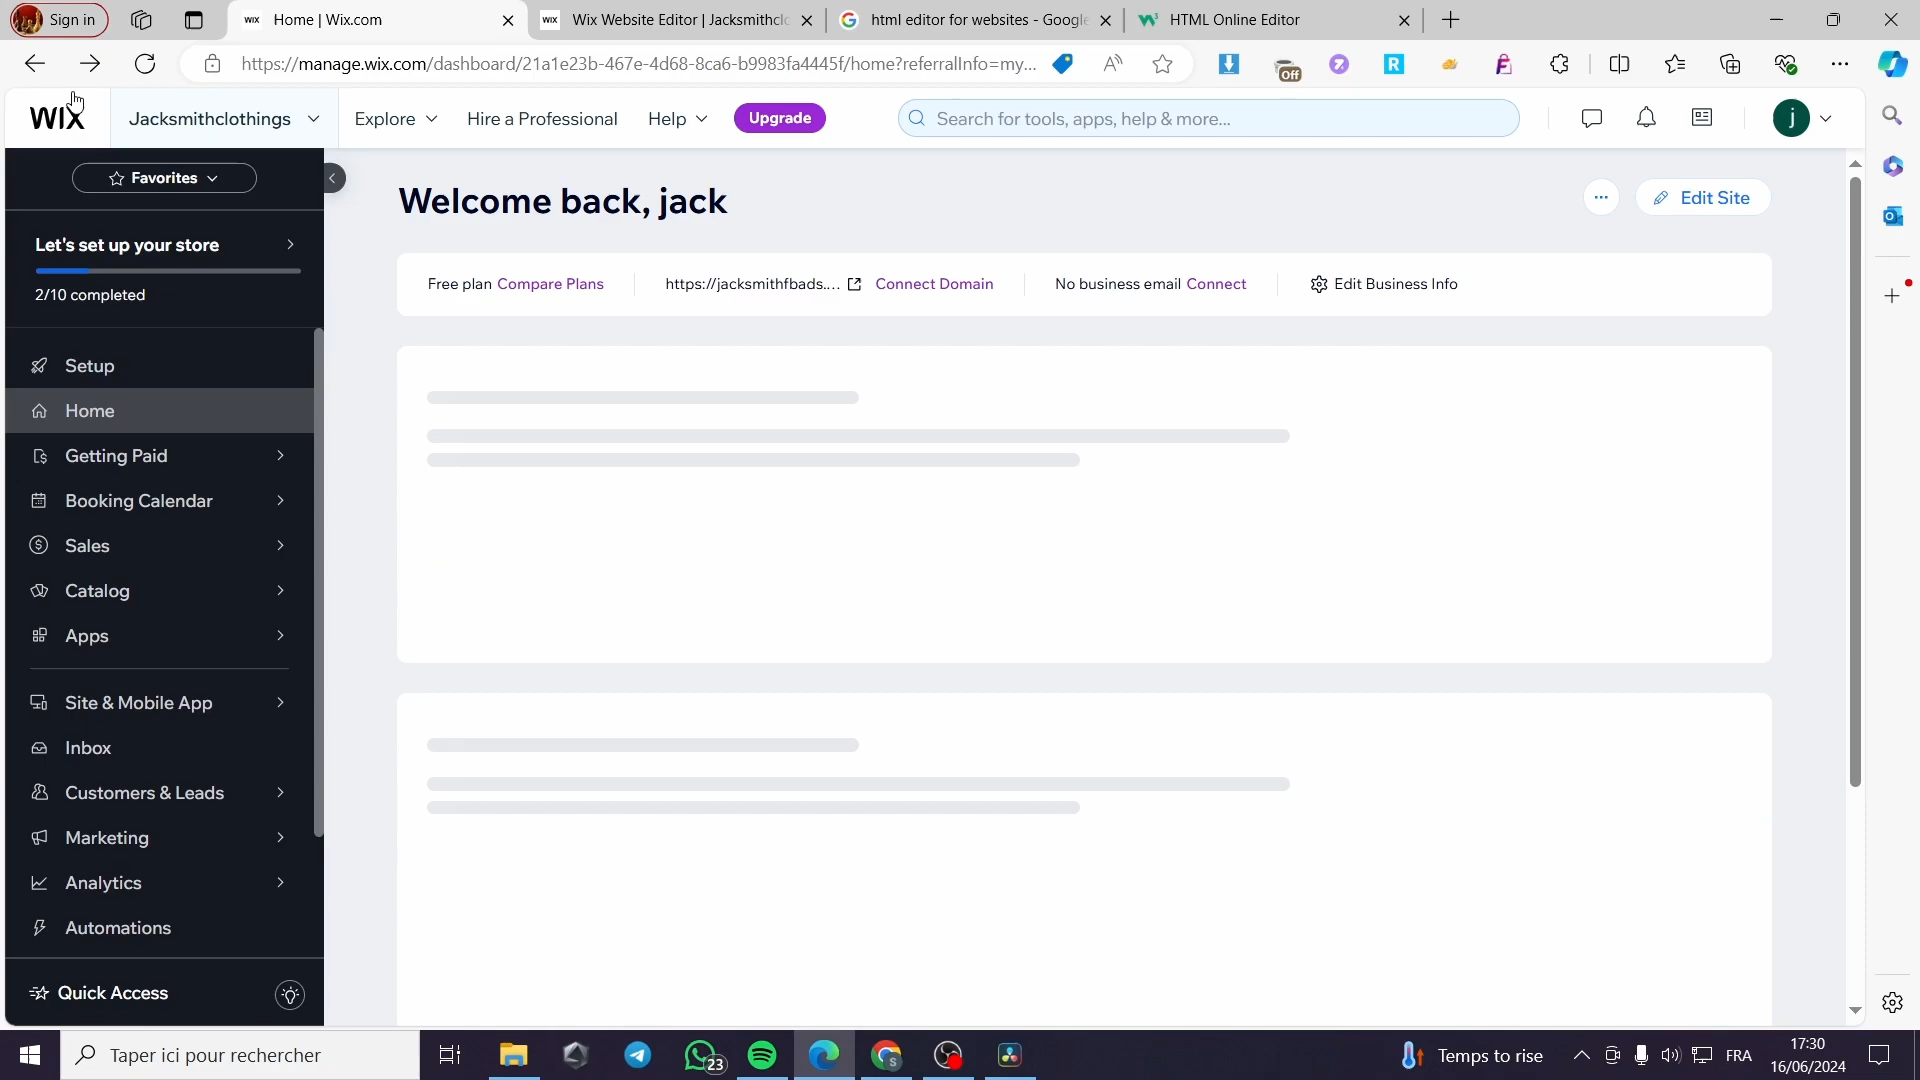 Sign in
WIX Home | Wix.com
WIX Wix Website Editor | Jacksmithclo
html editor for websites - Google
HTML Online Editor
https://manage.wix.com/dashboard/21a1e23b-467e-4d68-8ca6-b9983fa4445f/home?referralInfo=my...
Off
WIX
Jacksmithclothings
Explore
Hire a Professional
Help
Upgrade
Search for tools, apps, help & more...
j
Favorites
Let's set up your store
2/10 completed
Setup
Home
Getting Paid
Booking Calendar
Sales
Catalog
Apps
Site & Mobile App
Inbox
Customers & Leads
Marketing
Analytics
Automations
Quick Access
Welcome back, jack
Edit Site
Free plan Compare Plans
https://jacksmithfbads.... Connect Domain
No business email Connect
Edit Business Info
Taper ici pour rechercher
23
Temps to rise
FRA
17:30
16/06/2024